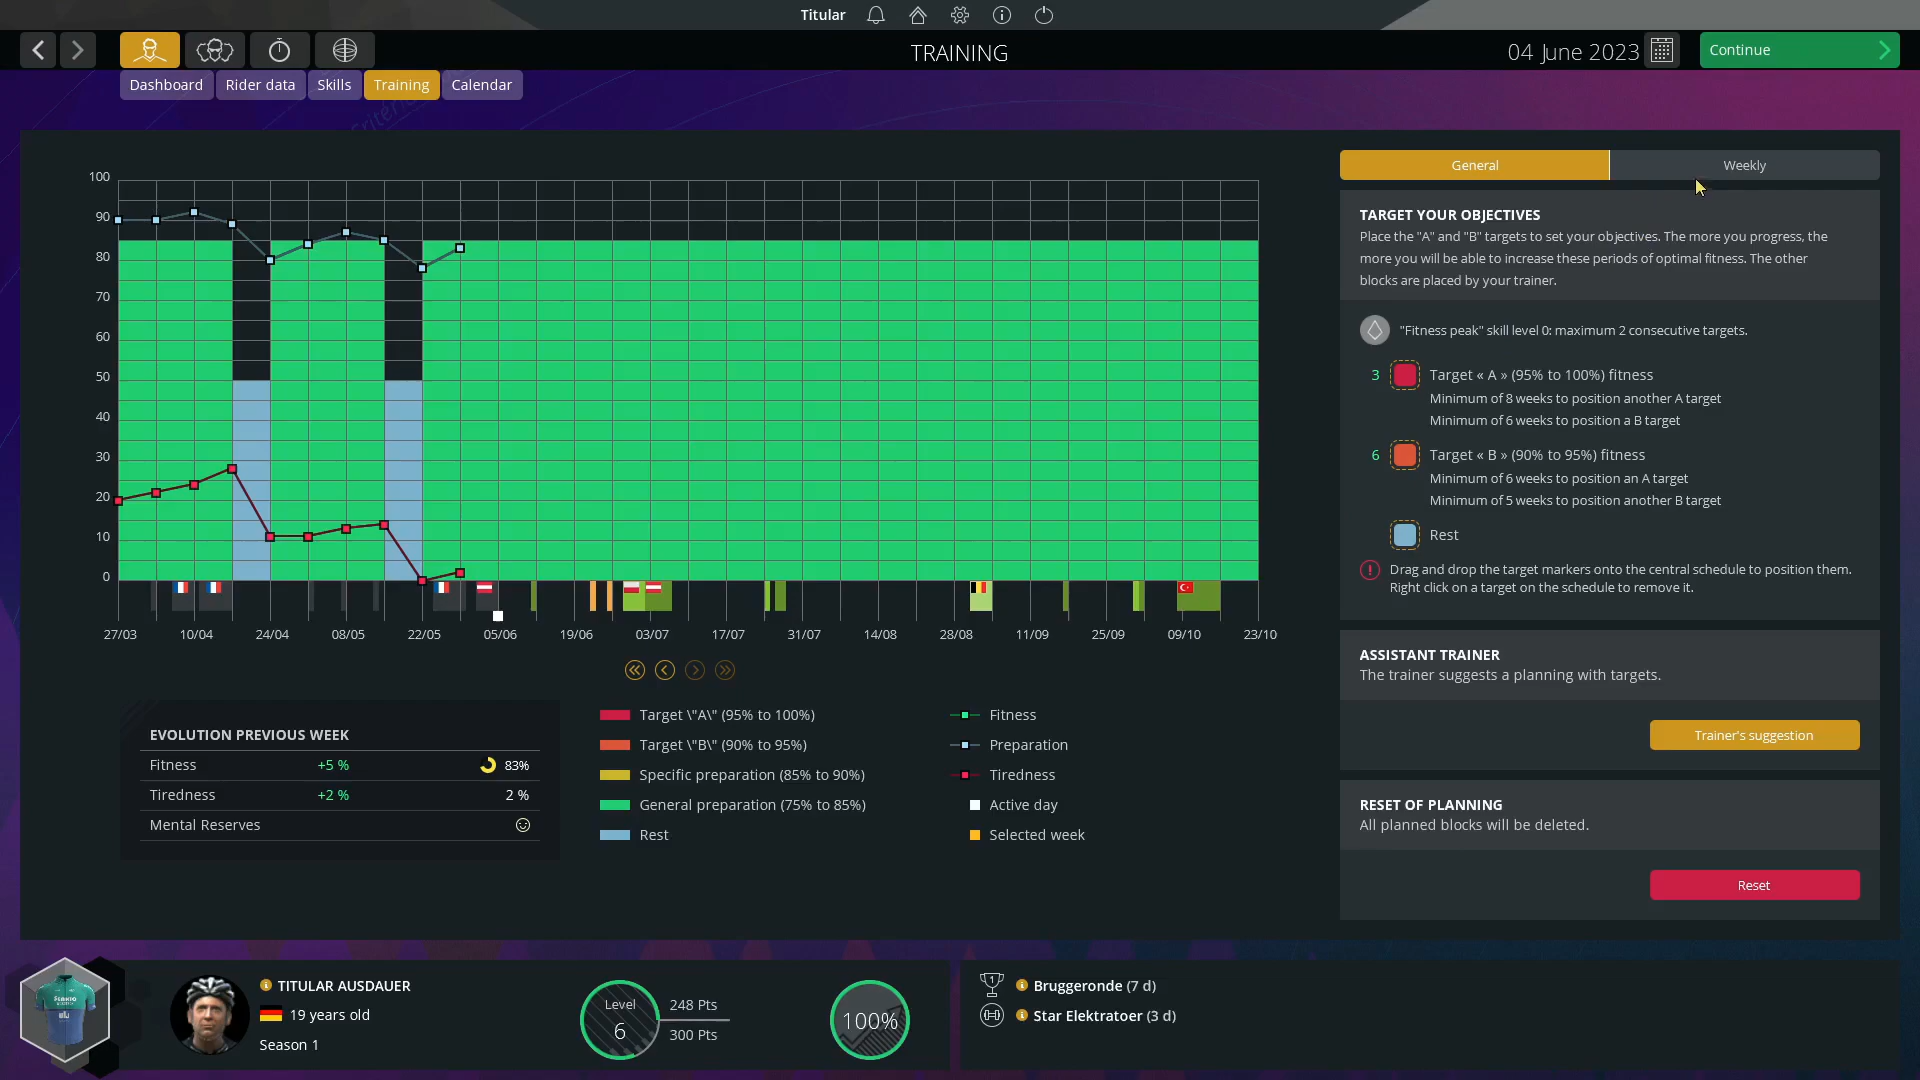 Titular
TRAINING
04 June 2023
Continue
Dashboard
Rider data
Skills
Training
Calendar
100
90
80
70
60
50
40
30
20
10
0
27/03
10/04
24/04
08/05
22/05
05/06
19/06
03/07
17/07
31/07
14/08
28/08
11/09
25/09
09/10
23/10
EVOLUTION PREVIOUS WEEK
Fitness +5 % 83%
Tiredness +2 % 2 %
Mental Reserves
Target \"A\" (95% to 100%)
Target \"B\" (90% to 95%)
Specific preparation (85% to 90%)
General preparation (75% to 85%)
Rest
Fitness
Preparation
Tiredness
Active day
Selected week
General
Weekly
TARGET YOUR OBJECTIVES
Place the "A" and "B" targets to set your objectives. The more you progress, the
more you will be able to increase these periods of optimal fitness. The other
blocks are placed by your trainer.
"Fitness peak" skill level 0: maximum 2 consecutive targets.
3 Target « A » (95% to 100%) fitness
Minimum of 8 weeks to position another A target
Minimum of 6 weeks to position a B target
6 Target « B » (90% to 95%) fitness
Minimum of 6 weeks to position an A target
Minimum of 5 weeks to position another B target
Rest
Drag and drop the target markers onto the central schedule to position them.
Right click on a target on the schedule to remove it.
ASSISTANT TRAINER
The trainer suggests a planning with targets.
Trainer's suggestion
RESET OF PLANNING
All planned blocks will be deleted.
Reset
TITULAR AUSDAUER
19 years old
Season 1
Level
6
248 Pts
300 Pts
100%
Bruggeronde (7 d)
Star Elektratoer (3 d)